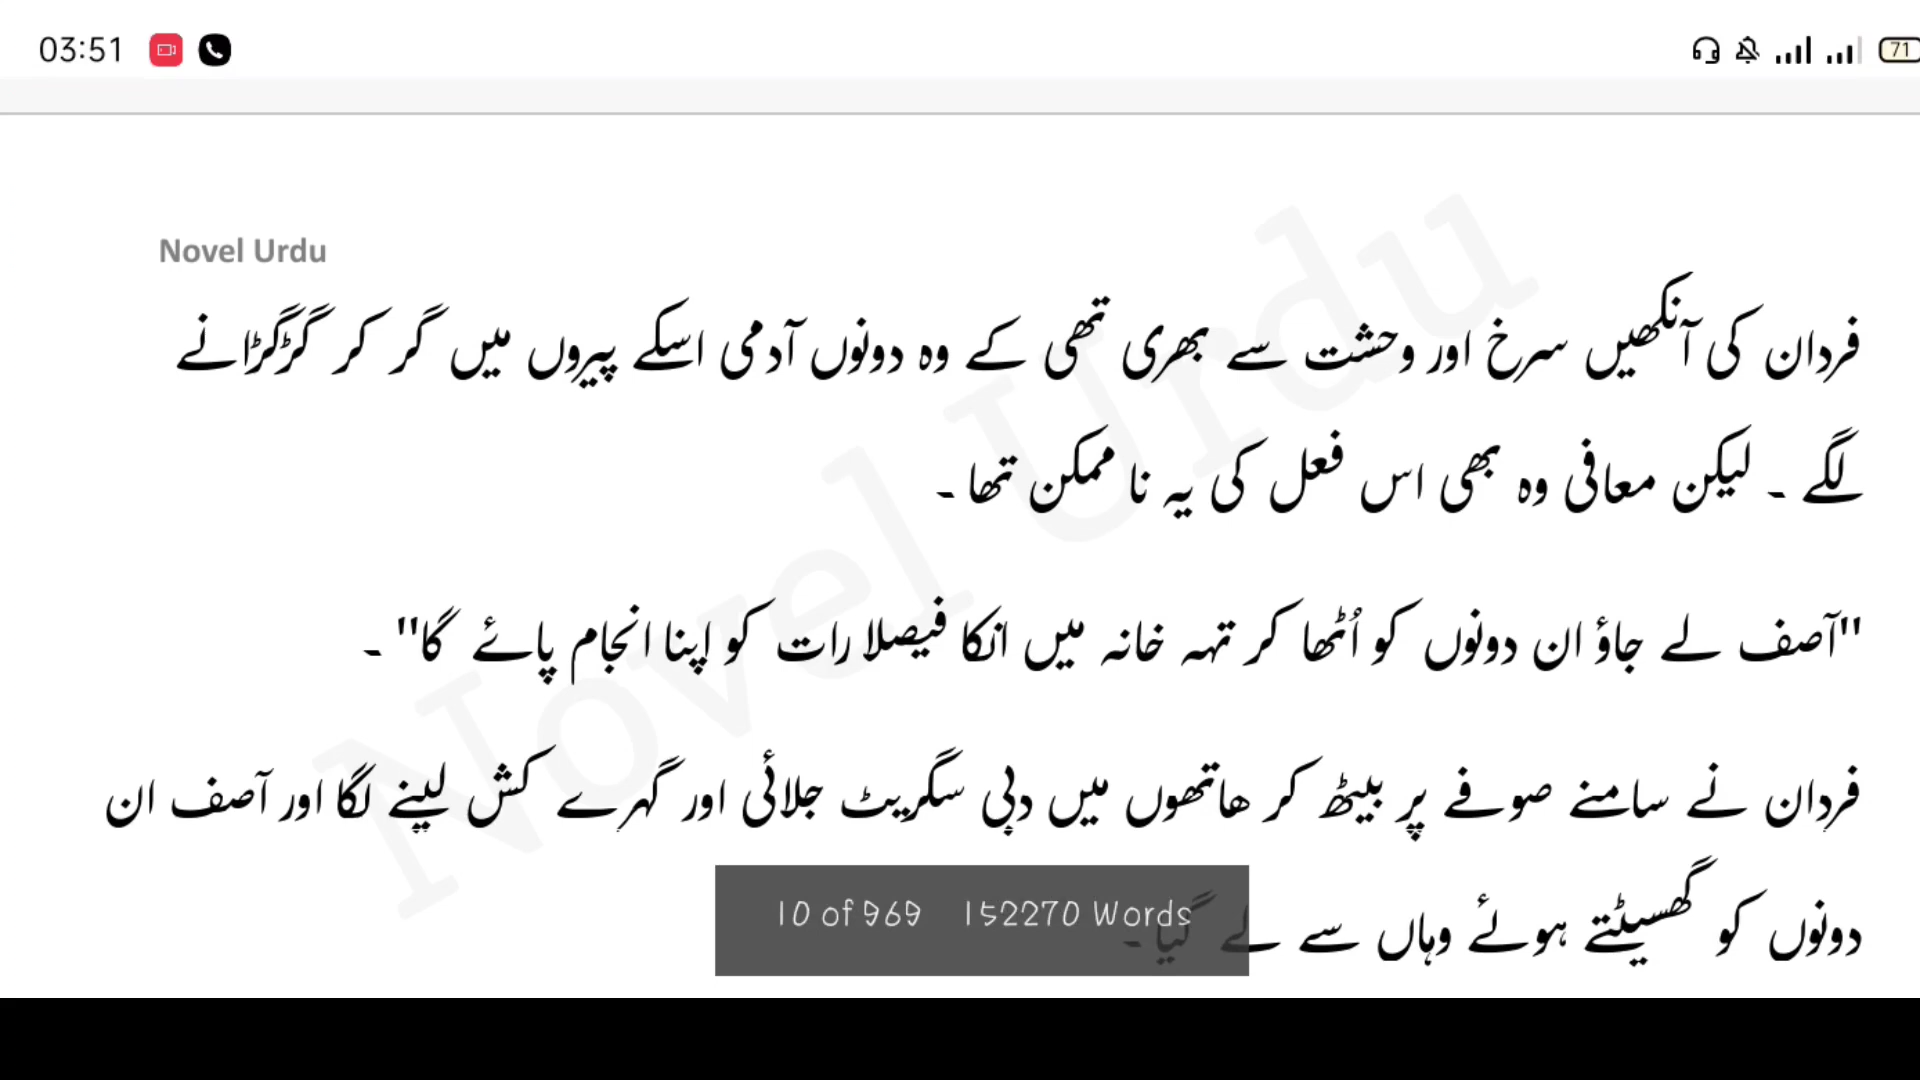 03:51
71
Novel Urdu
فردان کی آنکھیں سرخ اور وحشت سے بھری تھی کے وہ دونوں آدمی اسکے پیروں میں گر کر گڑگڑانے
لگے ۔ لیکن معافی وہ بھی اس فعل کی یہ نا ممکن تھا ۔
"آصف لے جاؤ ان دونوں کو اُٹھا کر تہہ خانہ میں انکا فیصلا رات کو اپنا انجام پائے گا" ۔
فردان نے سامنے صوفے پر بیٹھ کر ھاتھوں میں دبی سگریٹ جلائی اور گہرے کش لینے لگا اور آصف ان
دونوں کو گھسیٹتے ہوئے وہاں سے لے گیا ۔
10 of 969 152270 Words
Novel Urdu